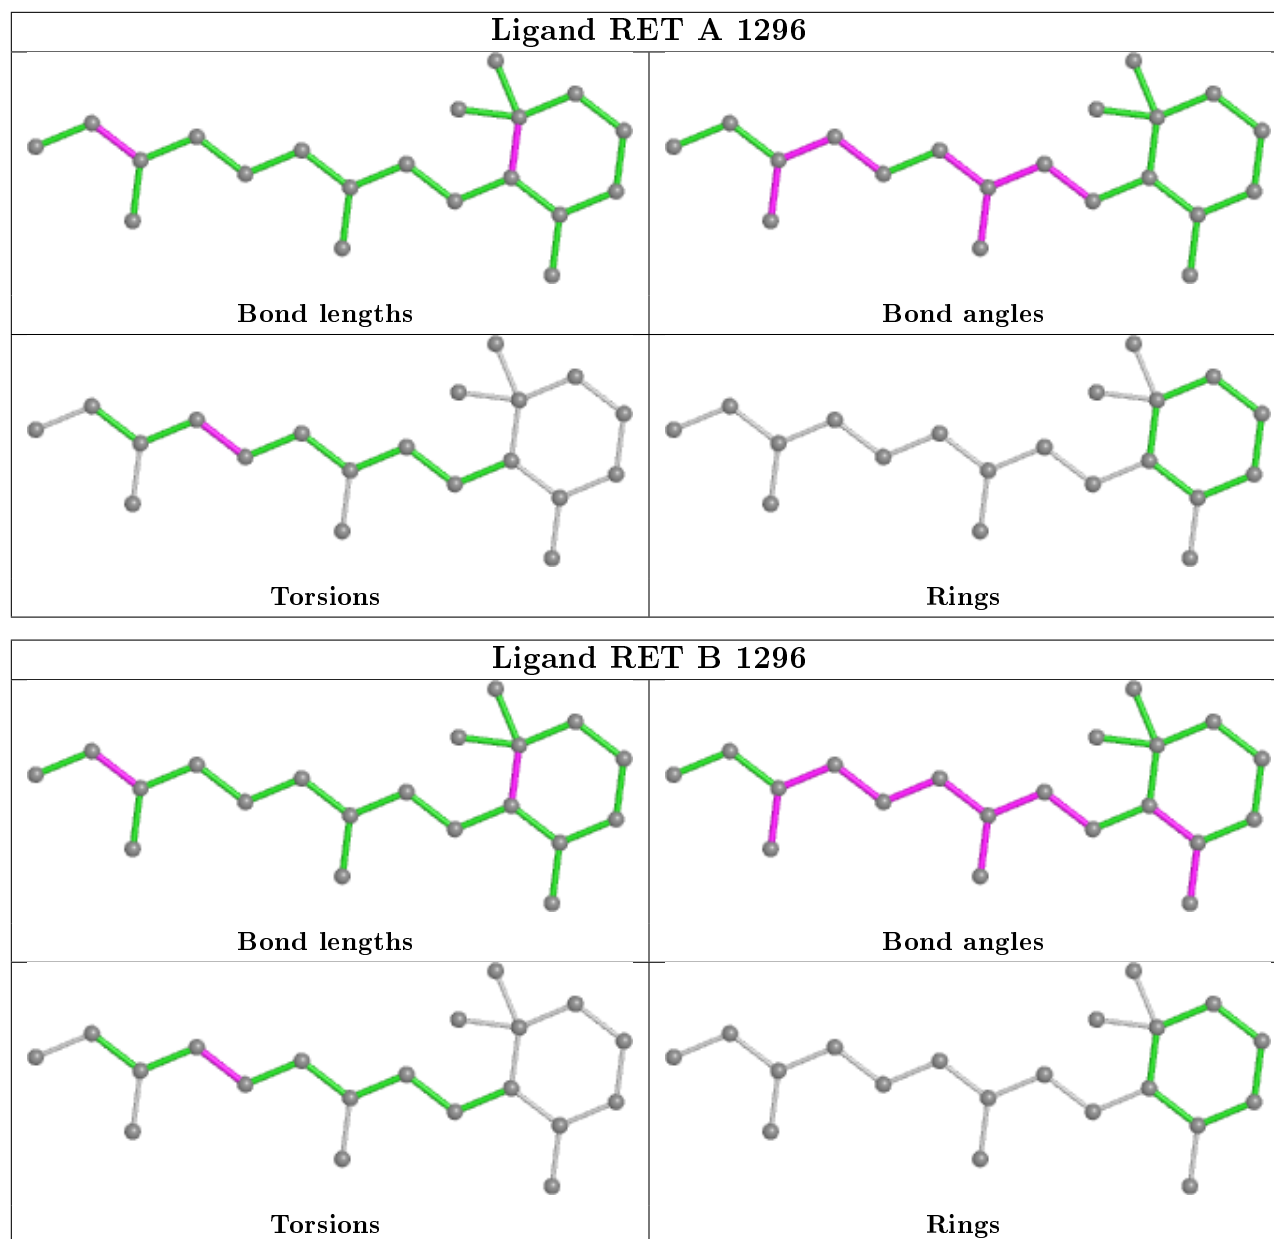 Ligand RET A 1296
Bond lengths
Bond angles
Torsions
Rings
Ligand RET B 1296
Bond lengths
Bond angles
Torsions
Rings